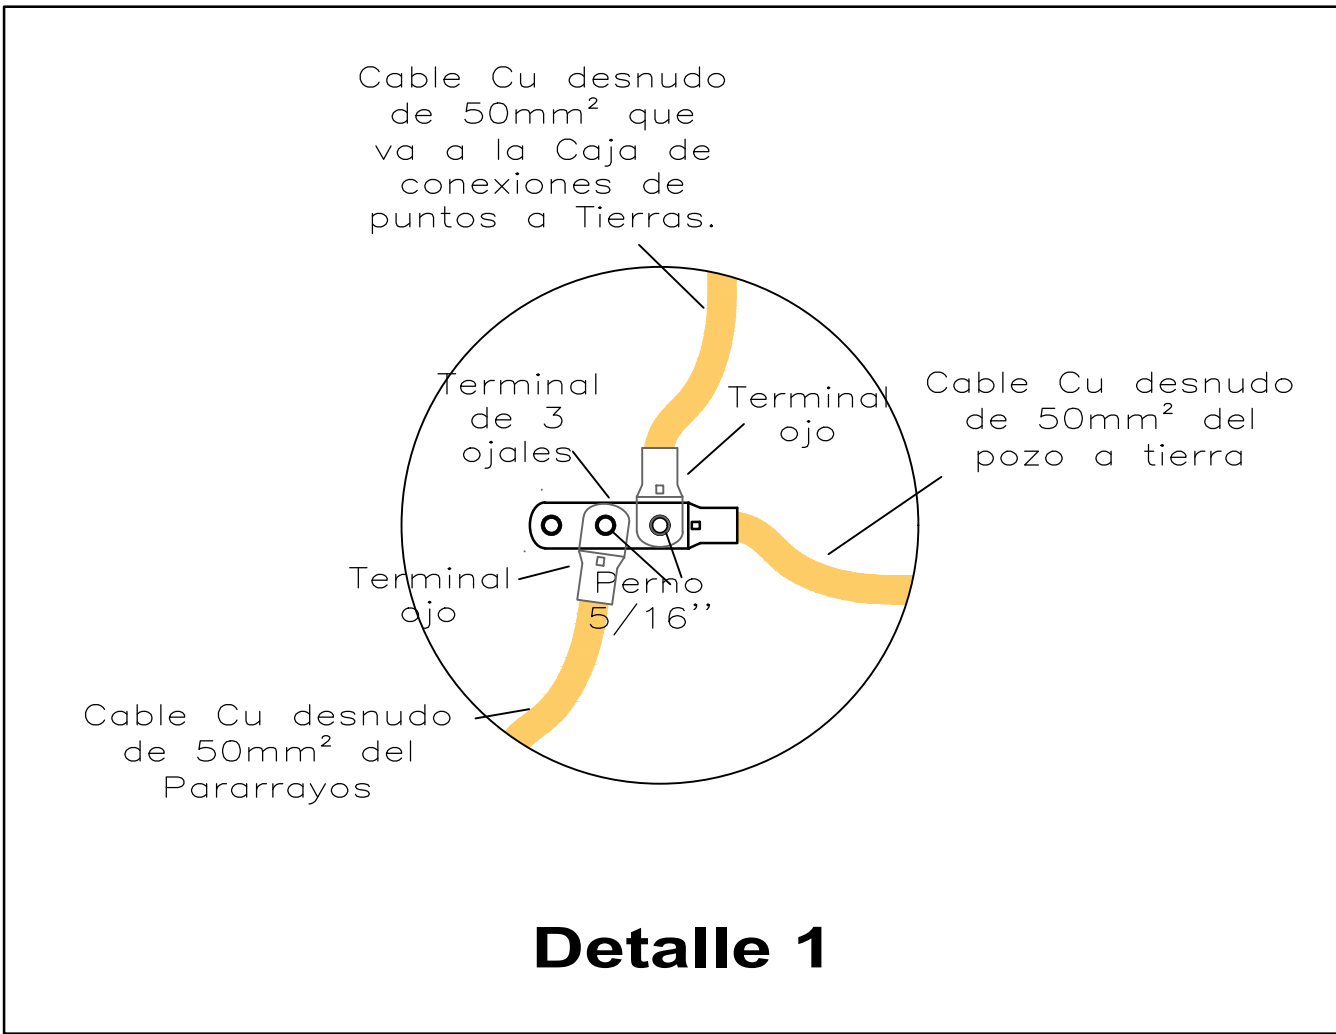 Cable Cu desnudo
de 50mm² que
va a la Caja de
conexiones de
puntos a Tierras.
Terminal
de 3
ojales
Terminal
ojo
Cable Cu desnudo
de 50mm² del
pozo a tierra
Terminal
ojo
Perno
5/16’’
Cable Cu desnudo
de 50mm² del
Pararrayos
Detalle 1